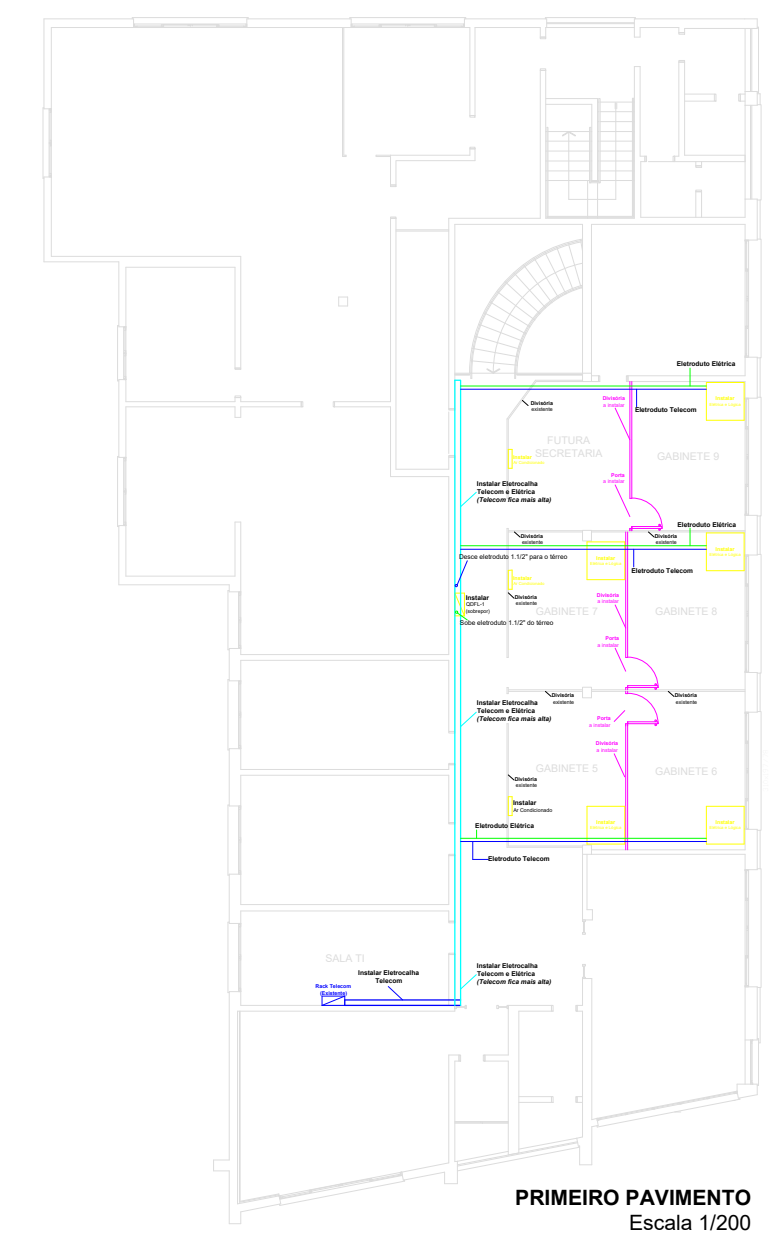 Eletroduto Elétrica
Divisória
existente
Divisória
a instalar
Eletroduto Telecom
FUTURA
SECRETARIA
GABINETE 9
Instalar Eletrocalha
Telecom e Elétrica
(Telecom fica mais alta)
Porta
a instalar
Eletroduto Elétrica
Divisória
existente
Divisória
existente
Desce eletroduto 1.1/2" para o térreo
Eletroduto Telecom
Instalar
QDFL-1
(sobrepor)
Divisória
existente
Divisória
a instalar
GABINETE 7
GABINETE 8
Sobe eletroduto 1.1/2" do térreo
Porta
a instalar
Divisória
existente
Divisória
existente
Instalar Eletrocalha
Telecom e Elétrica
(Telecom fica mais alta)
Porta
a instalar
Divisória
a instalar
GABINETE 5
GABINETE 6
Divisória
existente
Instalar
Ar Condicionado
Eletroduto Elétrica
Eletroduto Telecom
SALA TI
Instalar Eletrocalha
Telecom
Instalar Eletrocalha
Telecom e Elétrica
(Telecom fica mais alta)
Rack Telecom
(Existente)
PRIMEIRO PAVIMENTO
Escala 1/200